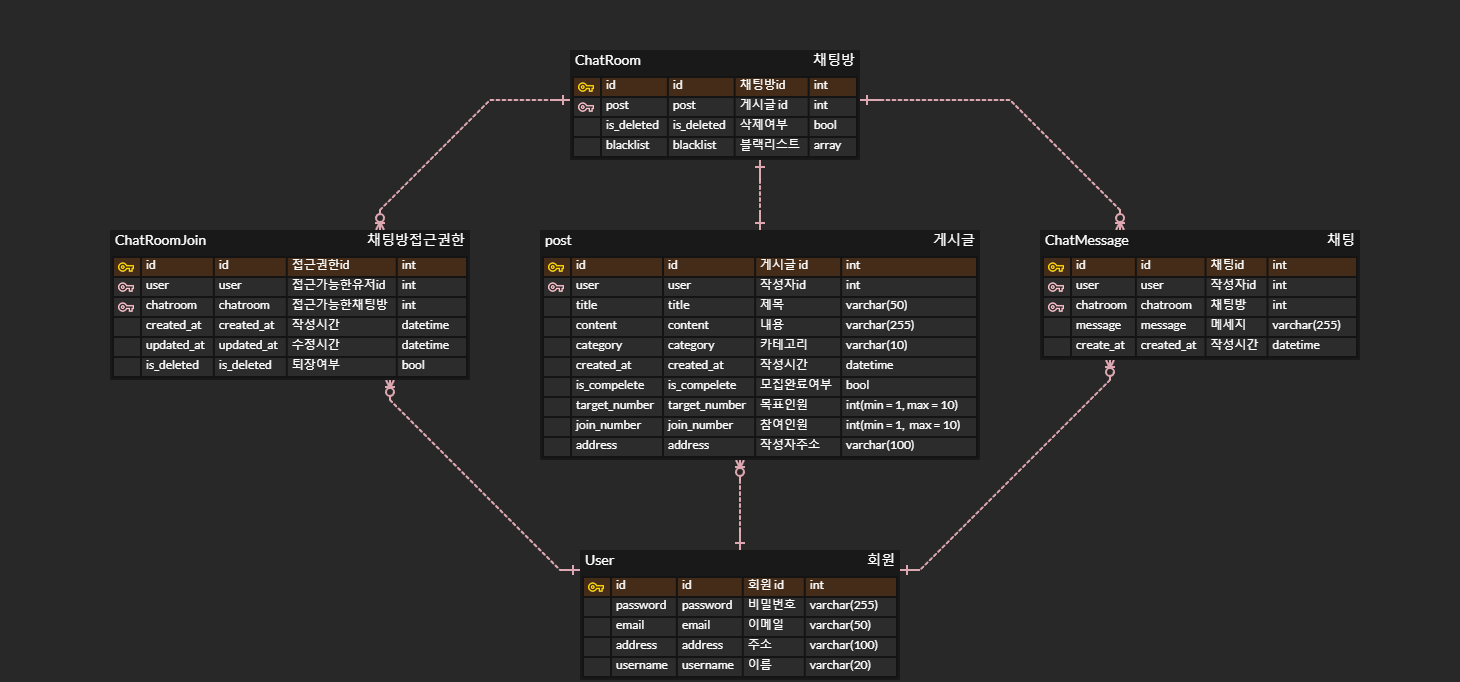 ChatRoom 채팅방
id id 채팅방id int
post post 게시글 id int
is_deleted is_deleted 삭제여부 bool
blacklist blacklist 블랙리스트 array
ChatRoomJoin 채팅방접근권한
id id 접근권한id int
user user 접근가능한유저id int
chatroom chatroom 접근가능한채팅방 int
created_at created_at 작성시간 datetime
updated_at updated_at 수정시간 datetime
is_deleted is_deleted 퇴장여부 bool
post 게시글
id id 게시글 id int
user user 작성자id int
title title 제목 varchar(50)
content content 내용 varchar(255)
category category 카테고리 varchar(10)
created_at created_at 작성시간 datetime
is_compelete is_compelete 모집완료여부 bool
target_number target_number 목표인원 int(min = 1, max = 10)
join_number join_number 참여인원 int(min = 1, max = 10)
address address 작성자주소 varchar(100)
ChatMessage 채팅
id id 채팅id int
user user 작성자id int
chatroom chatroom 채팅방 int
message message 메세지 varchar(255)
create_at created_at 작성시간 datetime
User 회원
id id 회원 id int
password password 비밀번호 varchar(255)
email email 이메일 varchar(50)
address address 주소 varchar(100)
username username 이름 varchar(20)